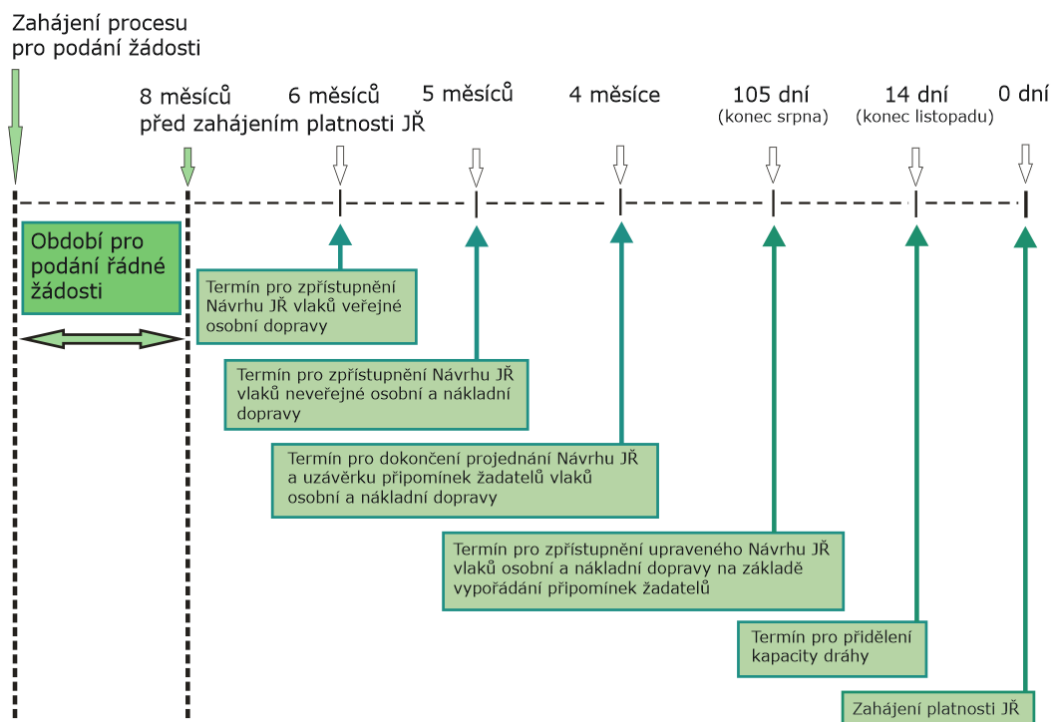 Zahájení procesu
pro podání žádosti
8 měsíců
před zahájením platnosti JŘ
6 měsíců
5 měsíců
4 měsíce
105 dní
(konec srpna)
14 dní
(konec listopadu)
0 dní
Období pro
podání řádné
žádosti
Termín pro zpřístupnění
Návrhu JŘ vlaků veřejné
osobní dopravy
Termín pro zpřístupnění Návrhu JŘ
vlaků neveřejné osobní a nákladní
dopravy
Termín pro dokončení projednání Návrhu JŘ
a uzávěrku připomínek žadatelů vlaků
osobní a nákladní dopravy
Termín pro zpřístupnění upraveného Návrhu JŘ
vlaků osobní a nákladní dopravy na základě
vypořádání připomínek žadatelů
Termín pro přidělení
kapacity dráhy
Zahájení platnosti JŘ